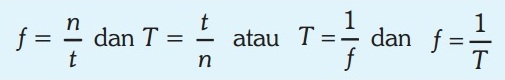 f = n/t dan T = t/n atau T = 1/f dan f = 1/T